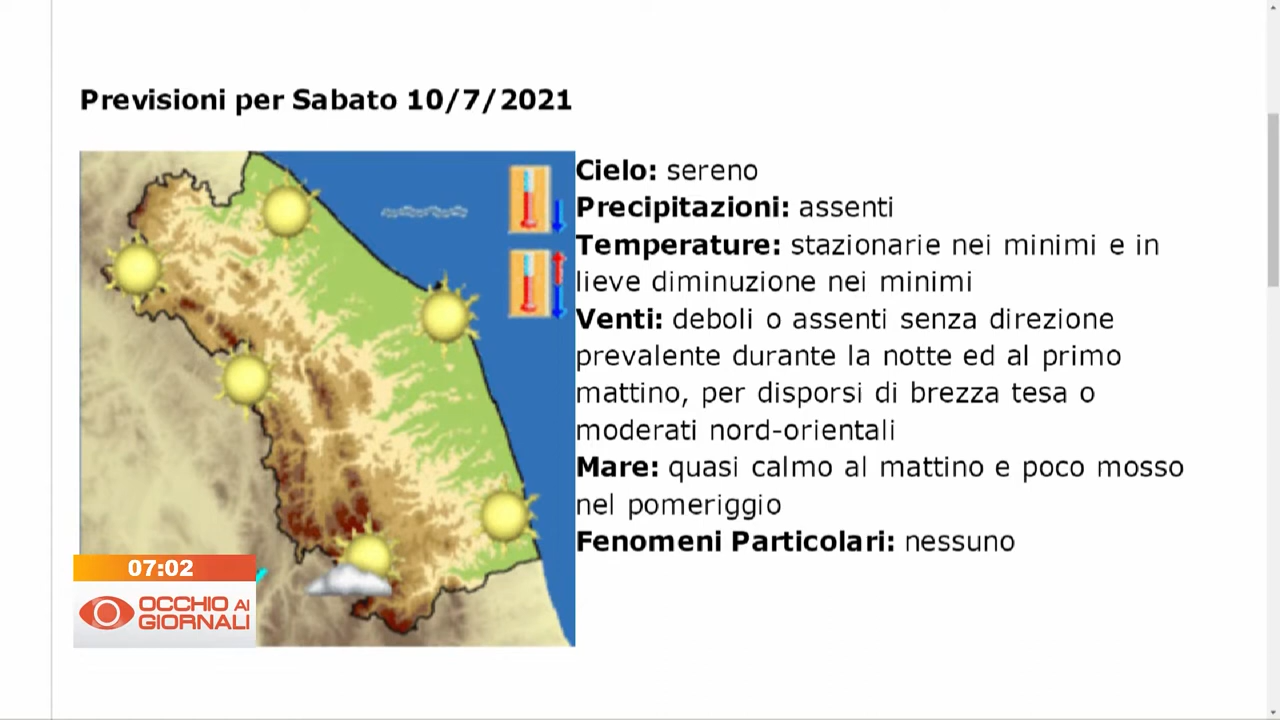 Previsioni per Sabato 10/7/2021
Cielo: sereno
Precipitazioni: assenti
Temperature: stazionarie nei minimi e in
lieve diminuzione nei minimi
Venti: deboli o assenti senza direzione
prevalente durante la notte ed al primo
mattino, per disporsi di brezza tesa o
moderati nord-orientali
Mare: quasi calmo al mattino e poco mosso
nel pomeriggio
Fenomeni Particolari: nessuno
07:02
OCCHIO AI
GIORNALI